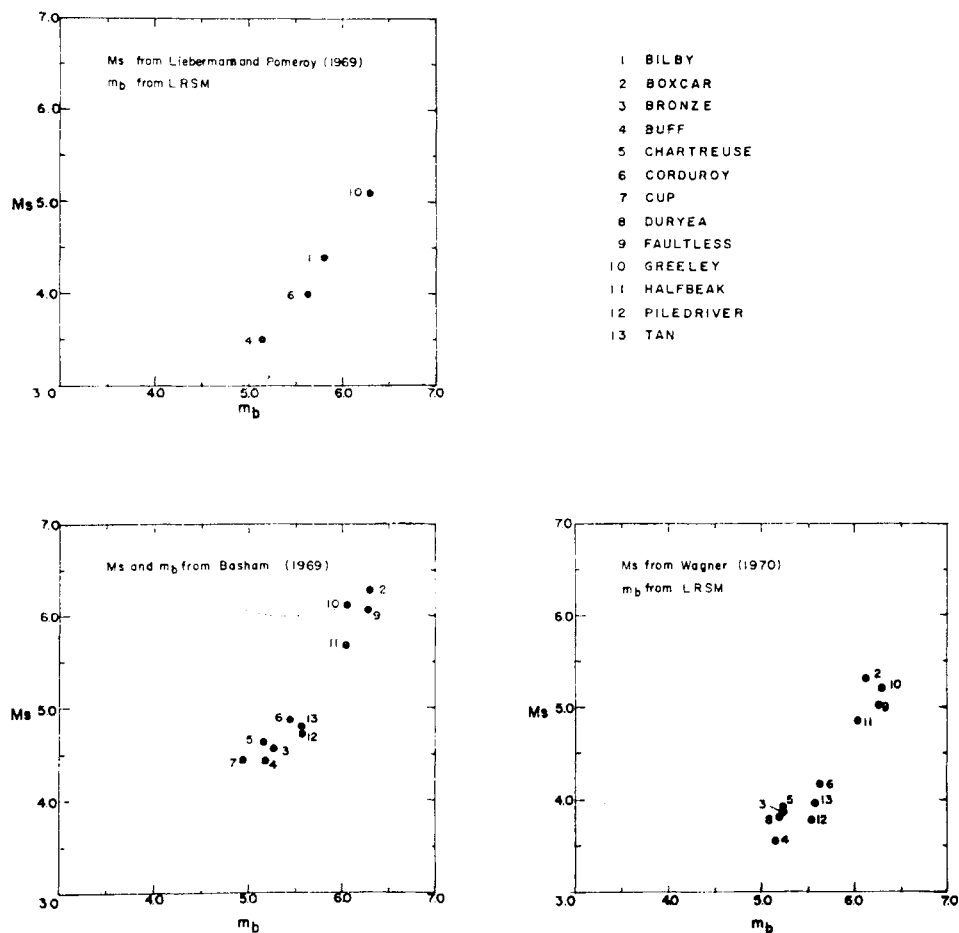 7.0
Ms from Liebermann and Pomeroy (1969)
mb from LRSM
6.0
10
Ms 5.0
1
6
4.0
4
3.0
4.0 5.0 6.0 7.0
mb
1 BILBY
2 BOXCAR
3 BRONZE
4 BUFF
5 CHARTREUSE
6 CORDUROY
7 CUP
8 DURYEA
9 FAULTLESS
10 GREELEY
11 HALFBEAK
12 PILEDRIVER
13 TAN
7.0
Ms and mb from Basham (1969)
2
10
6.0
9
11
5.0
Ms
6 13
5 12
3
7 4
4.0
3.0
4.0 5.0 6.0 7.0
mb
7.0
Ms from Wagner (1970)
mb from LRSM
6.0
2
10
Ms 5.0
9
11
6
5
3 13
4.0
8 12
4
3.0
4.0 5.0 6.0 7.0
mb